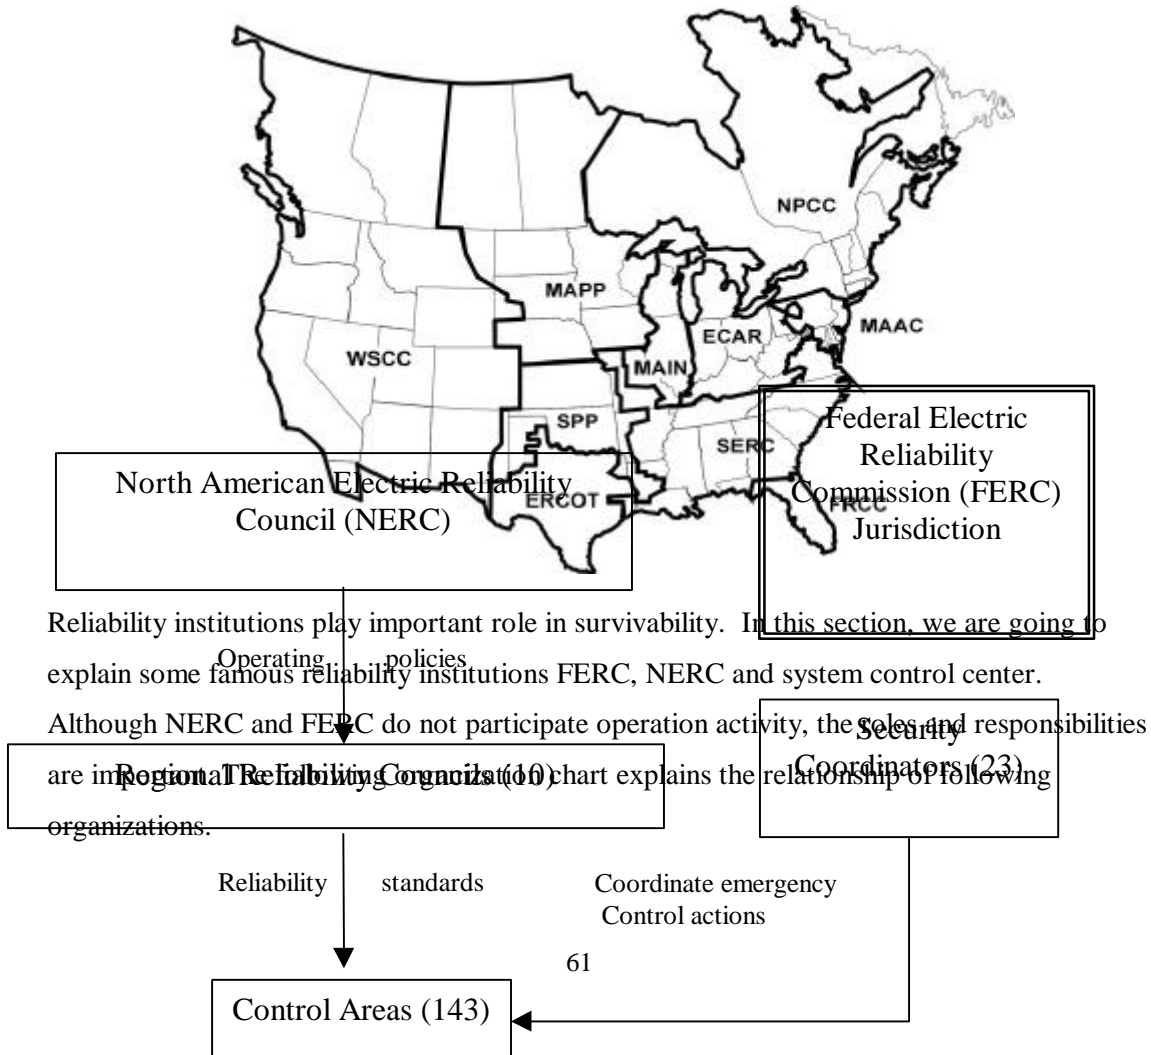 NPCC
MAPP
MAAC
ECAR
WSCC
MAIN
SPP
SERC
ERCOT
FRCC
North American Electric Reliability
Council (NERC)
Federal Electric
Reliability
Commission (FERC)
Jurisdiction
Reliability institutions play important role in survivability. In this section, we are going to
explain some famous reliability institutions FERC, NERC and system control center.
Although NERC and FERC do not participate operation activity, the roles and responsibilities
are important. The following organization chart explains the relationship of following
organizations.
Operating policies
Regional Reliability Councils (10)
Security
Coordinators (23)
Reliability standards
Coordinate emergency
Control actions
61
Control Areas (143)